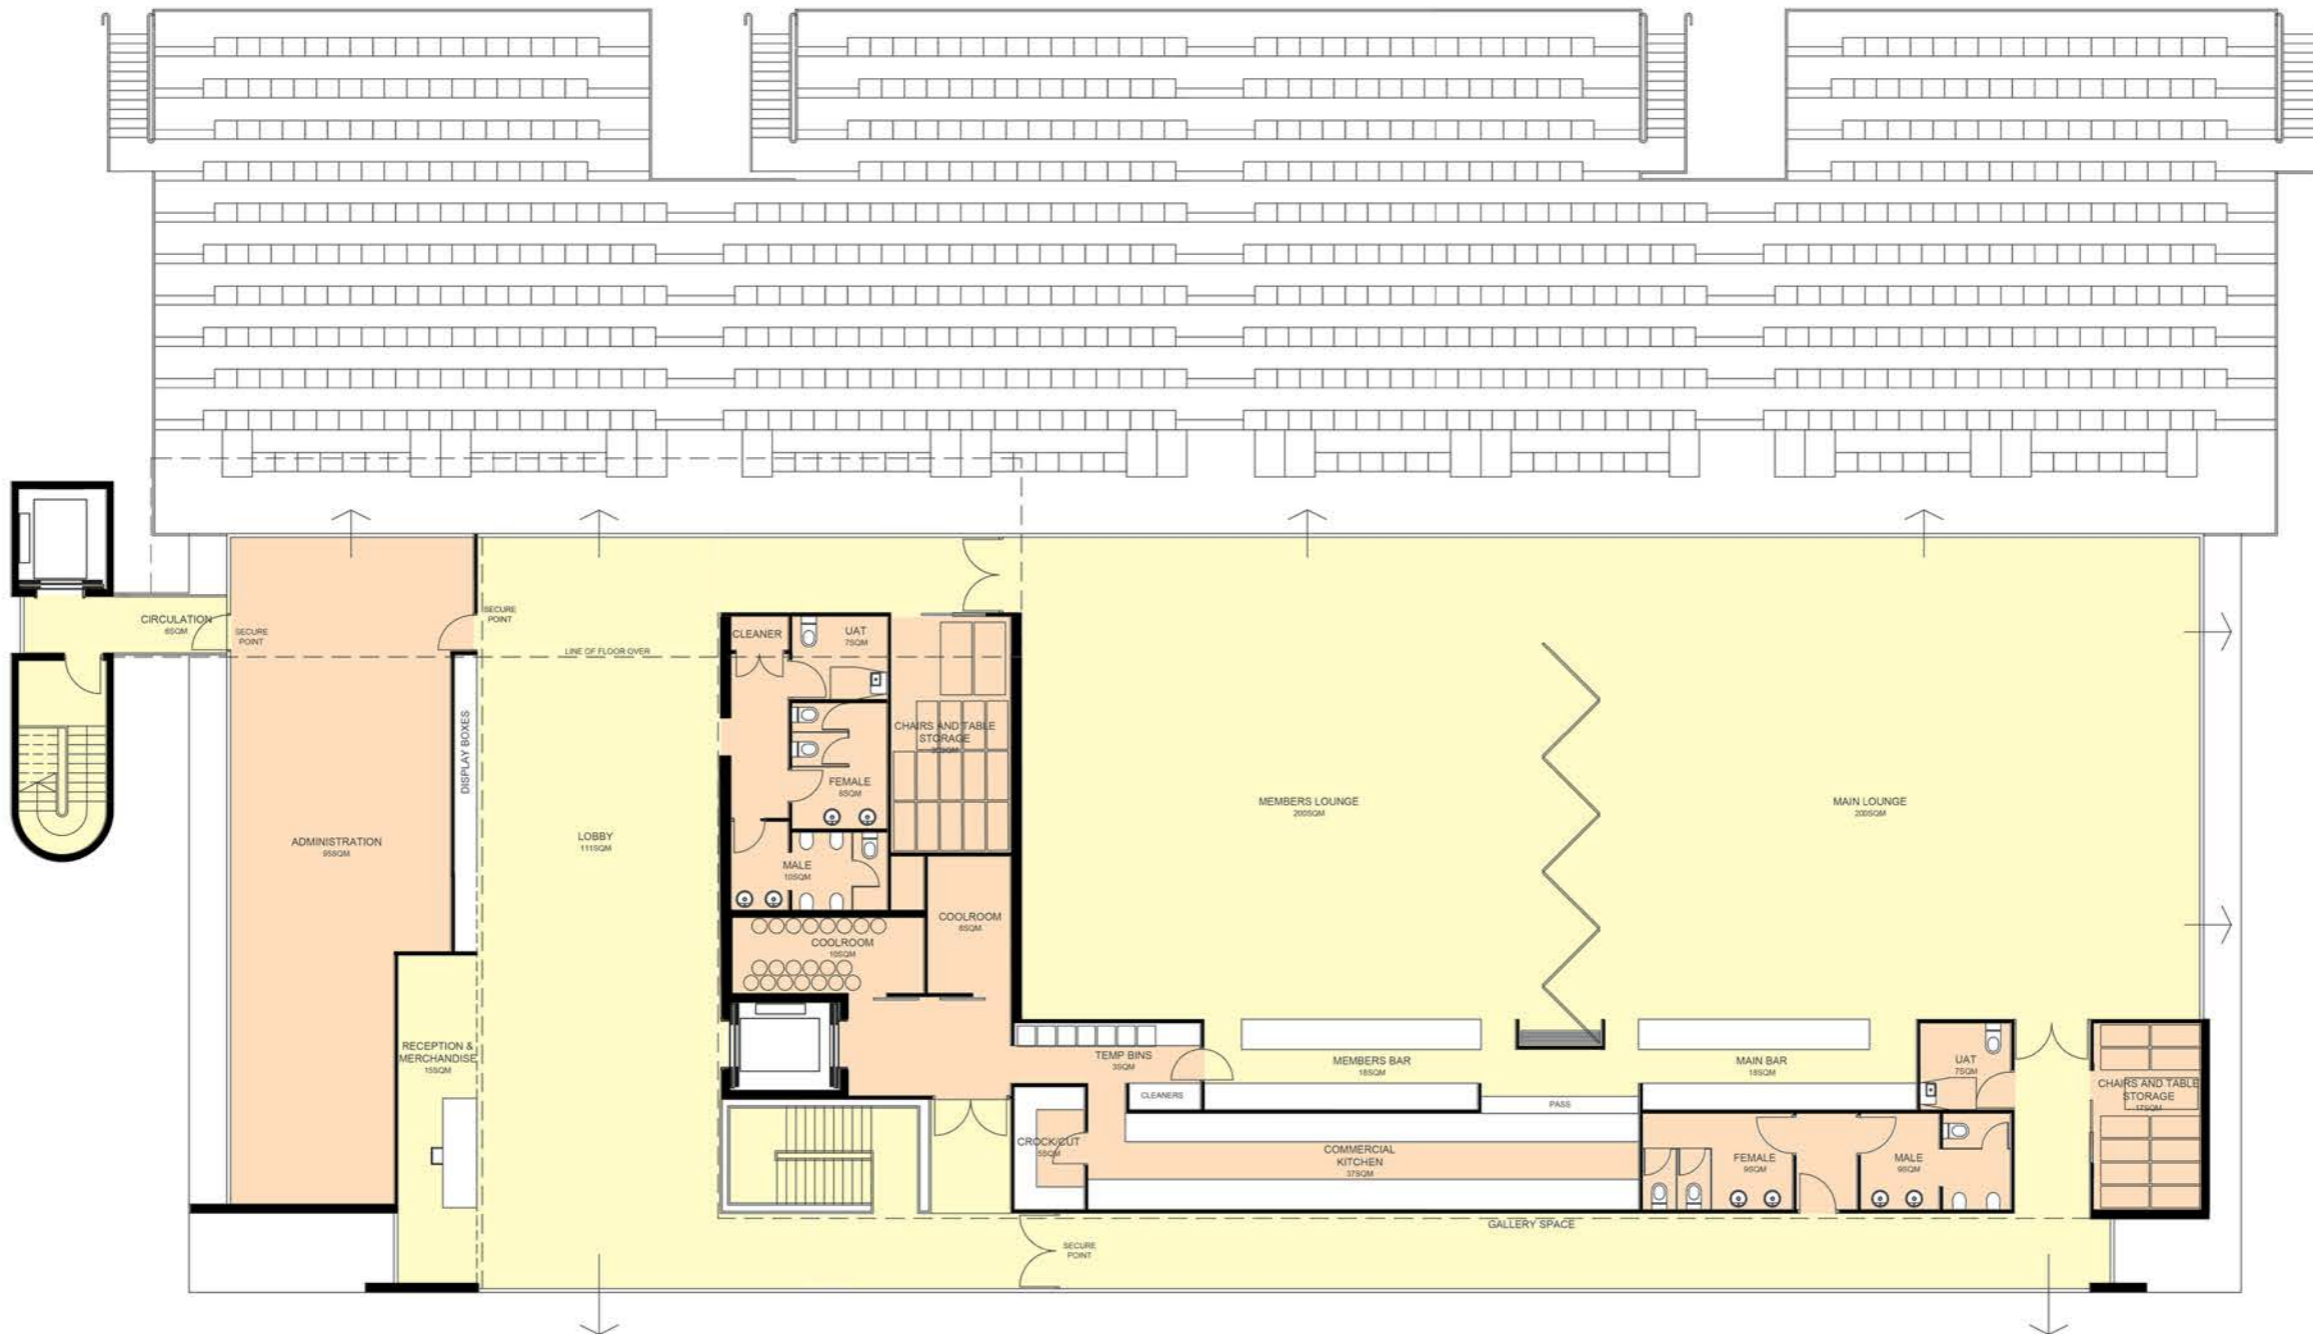 CIRCULATION
6SQM
SECURE
POINT
SECURE
POINT
LINE OF FLOOR OVER
CLEANER
UAT
7SQM
CHAIRS AND TABLE
STORAGE
FEMALE
8SQM
DISPLAY BOXES
ADMINISTRATION
95SQM
LOBBY
111SQM
MALE
10SQM
MEMBERS LOUNGE
200SQM
MAIN LOUNGE
200SQM
COOLROOM
10SQM
COOLROOM
8SQM
RECEPTION &
MERCHANDISE
15SQM
TEMP BINS
3SQM
CLEANERS
MEMBERS BAR
18SQM
PASS
MAIN BAR
18SQM
UAT
7SQM
CHAIRS AND TABLE
STORAGE
17SQM
CROCK/CUT
5SQM
COMMERCIAL
KITCHEN
37SQM
FEMALE
9SQM
MALE
9SQM
GALLERY SPACE
SECURE
POINT